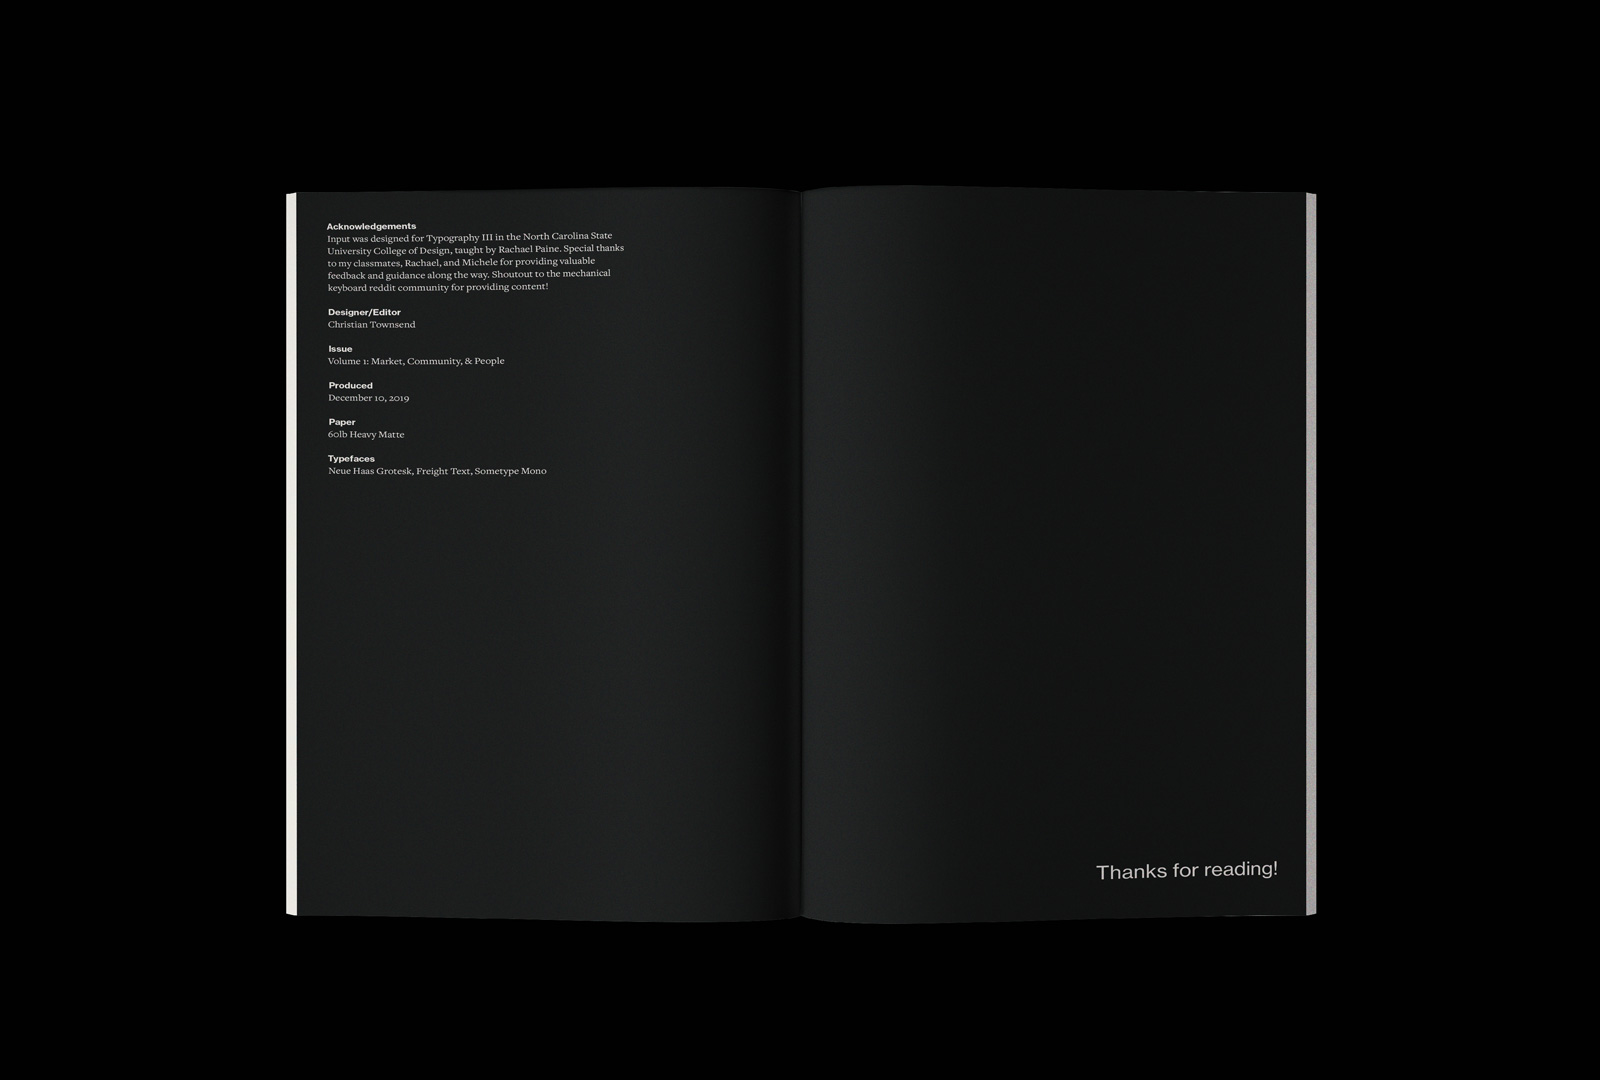 Acknowledgements
Input was designed for Typography III in the North Carolina State
University College of Design, taught by Rachael Paine. Special thanks
to my classmates, Rachael, and Michele for providing valuable
feedback and guidance along the way. Shoutout to the mechanical
keyboard reddit community for providing content!
Designer/Editor
Christian Townsend
Issue
Volume 1: Market, Community, & People
Produced
December 10, 2019
Paper
60lb Heavy Matte
Typefaces
Neue Haas Grotesk, Freight Text, Sometype Mono
Thanks for reading!